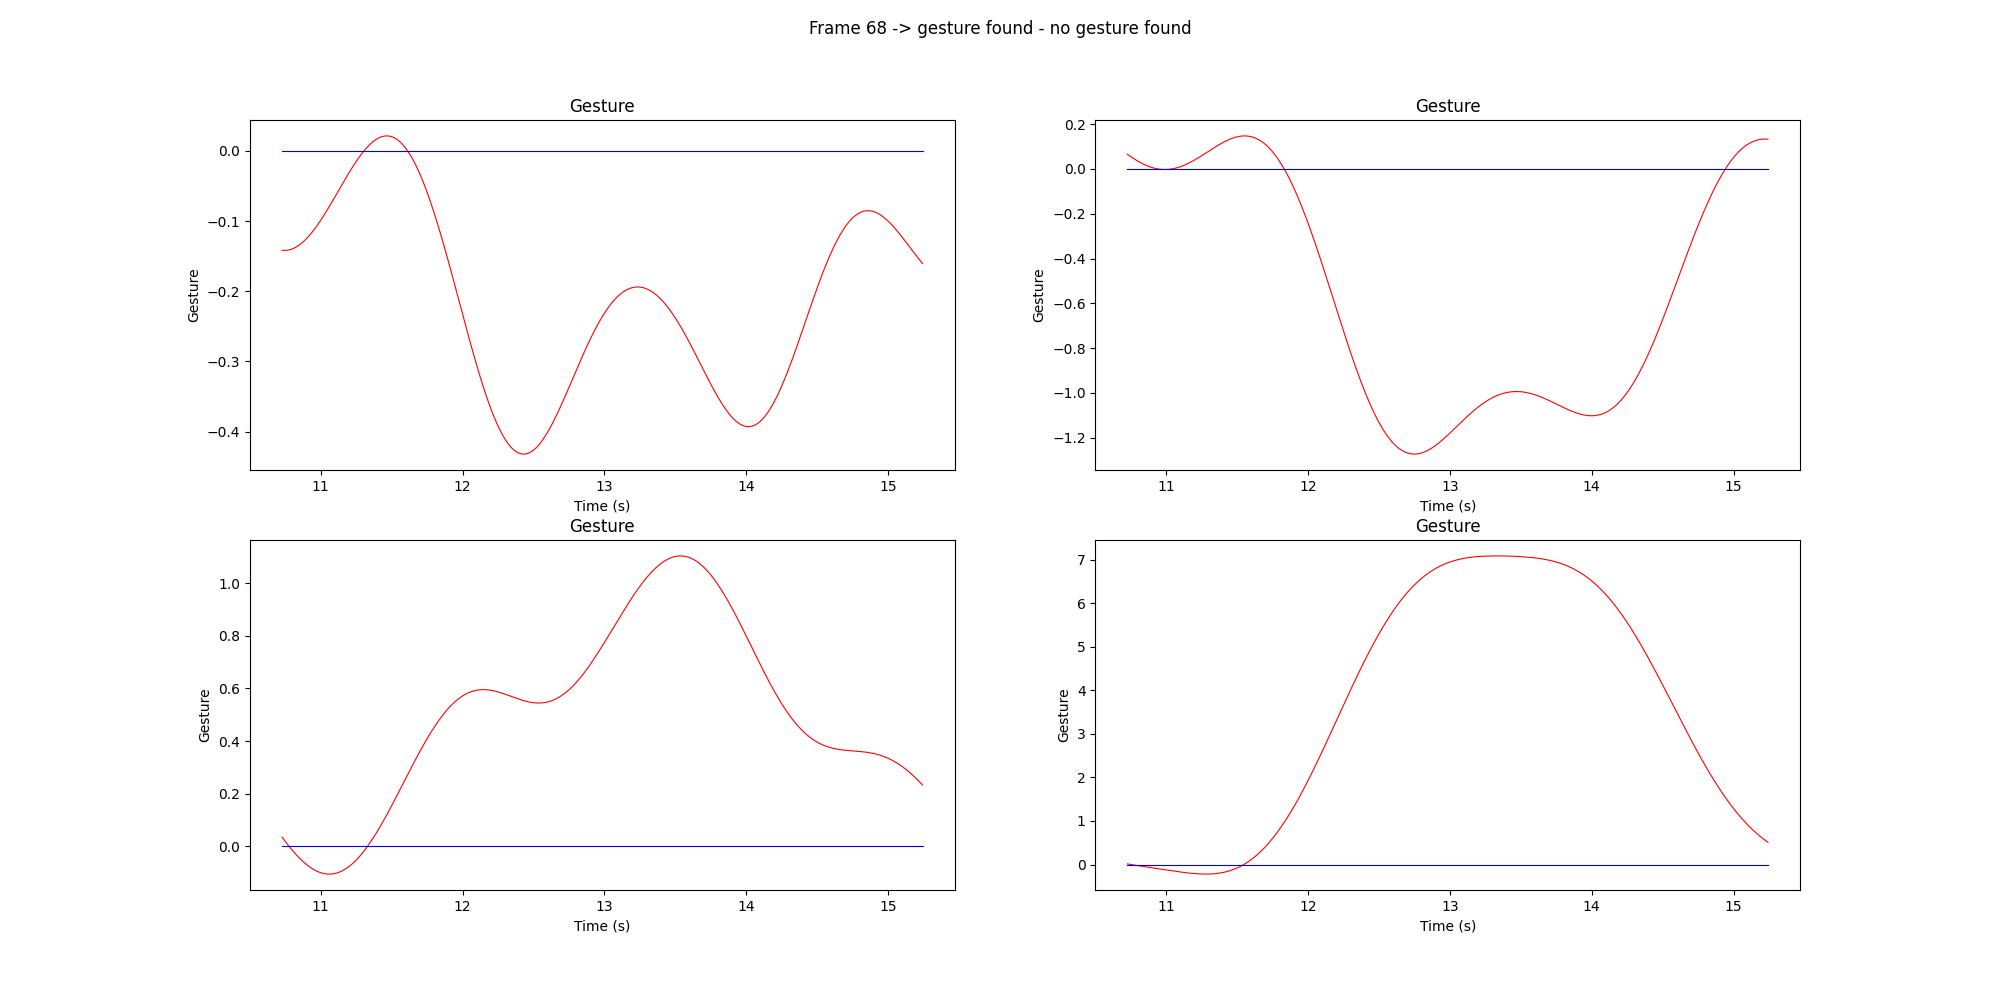 Frame 68 -> gesture found - no gesture found
Gesture
0.0
−0.1
−0.2
−0.3
−0.4
Gesture
11 12 13 14 15
Time (s)
Gesture
0.2
0.0
−0.2
−0.4
−0.6
−0.8
−1.0
−1.2
Gesture
11 12 13 14 15
Time (s)
Gesture
1.0
0.8
0.6
0.4
0.2
0.0
Gesture
11 12 13 14 15
Time (s)
Gesture
7
6
5
4
3
2
1
0
Gesture
11 12 13 14 15
Time (s)